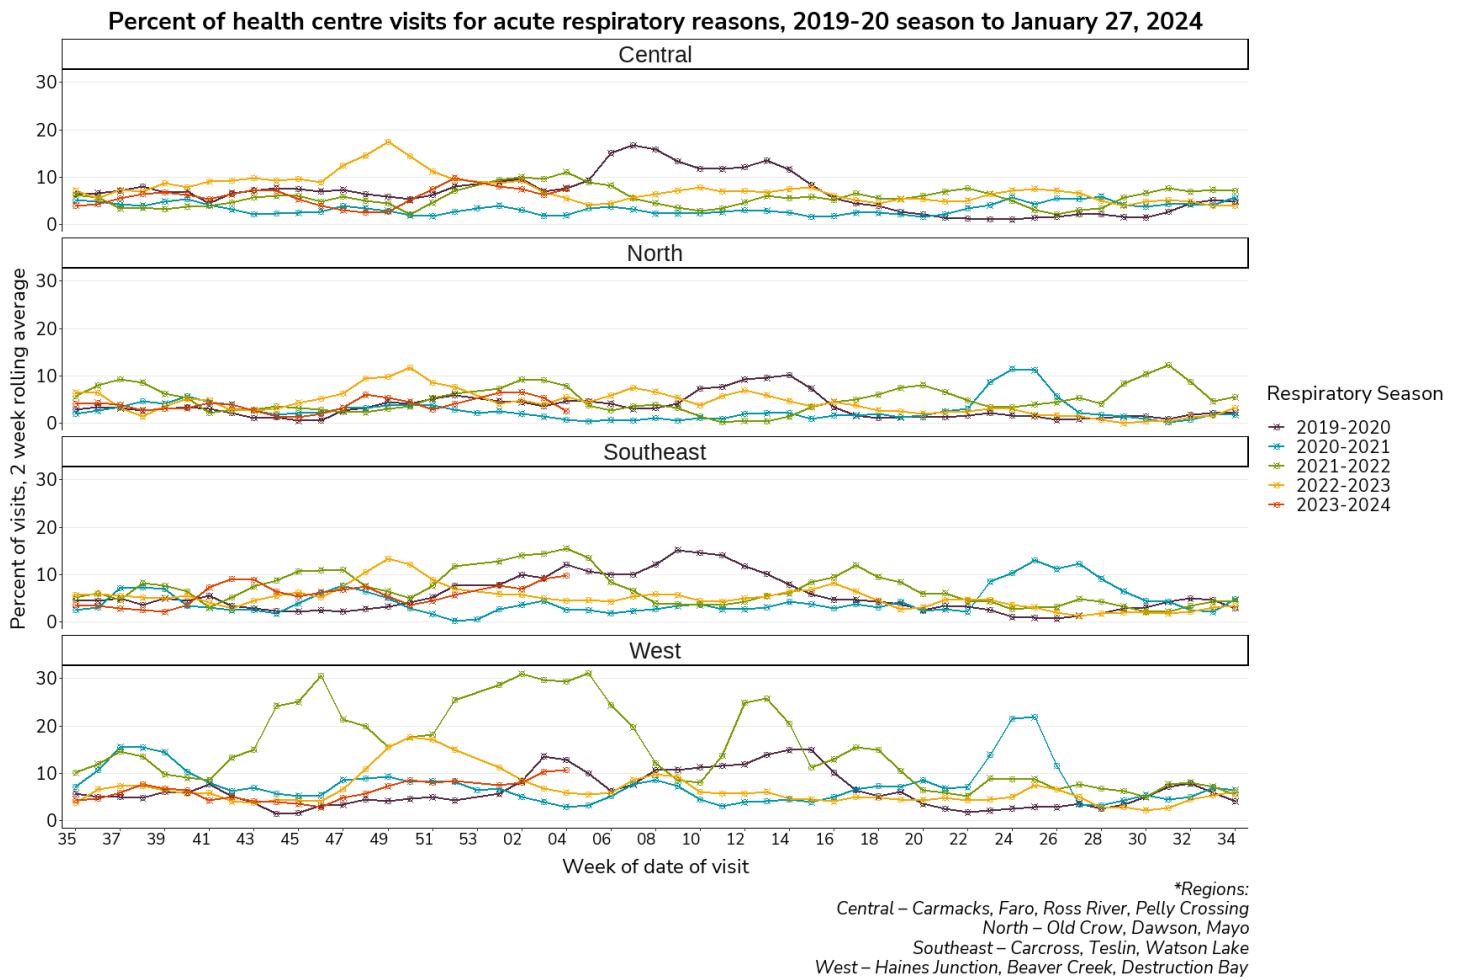 Percent of health centre visits for acute respiratory reasons, 2019-20 season to January 27, 2024
Central
30
20
10
0
North
30
20
10
0
Southeast
30
20
10
0
West
30
20
10
0
Percent of visits, 2 week rolling average
35 37 39 41 43 45 47 49 51 53 02 04 06 08 10 12 14 16 18 20 22 24 26 28 30 32 34
Week of date of visit
Respiratory Season
2019-2020
2020-2021
2021-2022
2022-2023
2023-2024
*Regions:
Central – Carmacks, Faro, Ross River, Pelly Crossing
North – Old Crow, Dawson, Mayo
Southeast – Carcross, Teslin, Watson Lake
West – Haines Junction, Beaver Creek, Destruction Bay